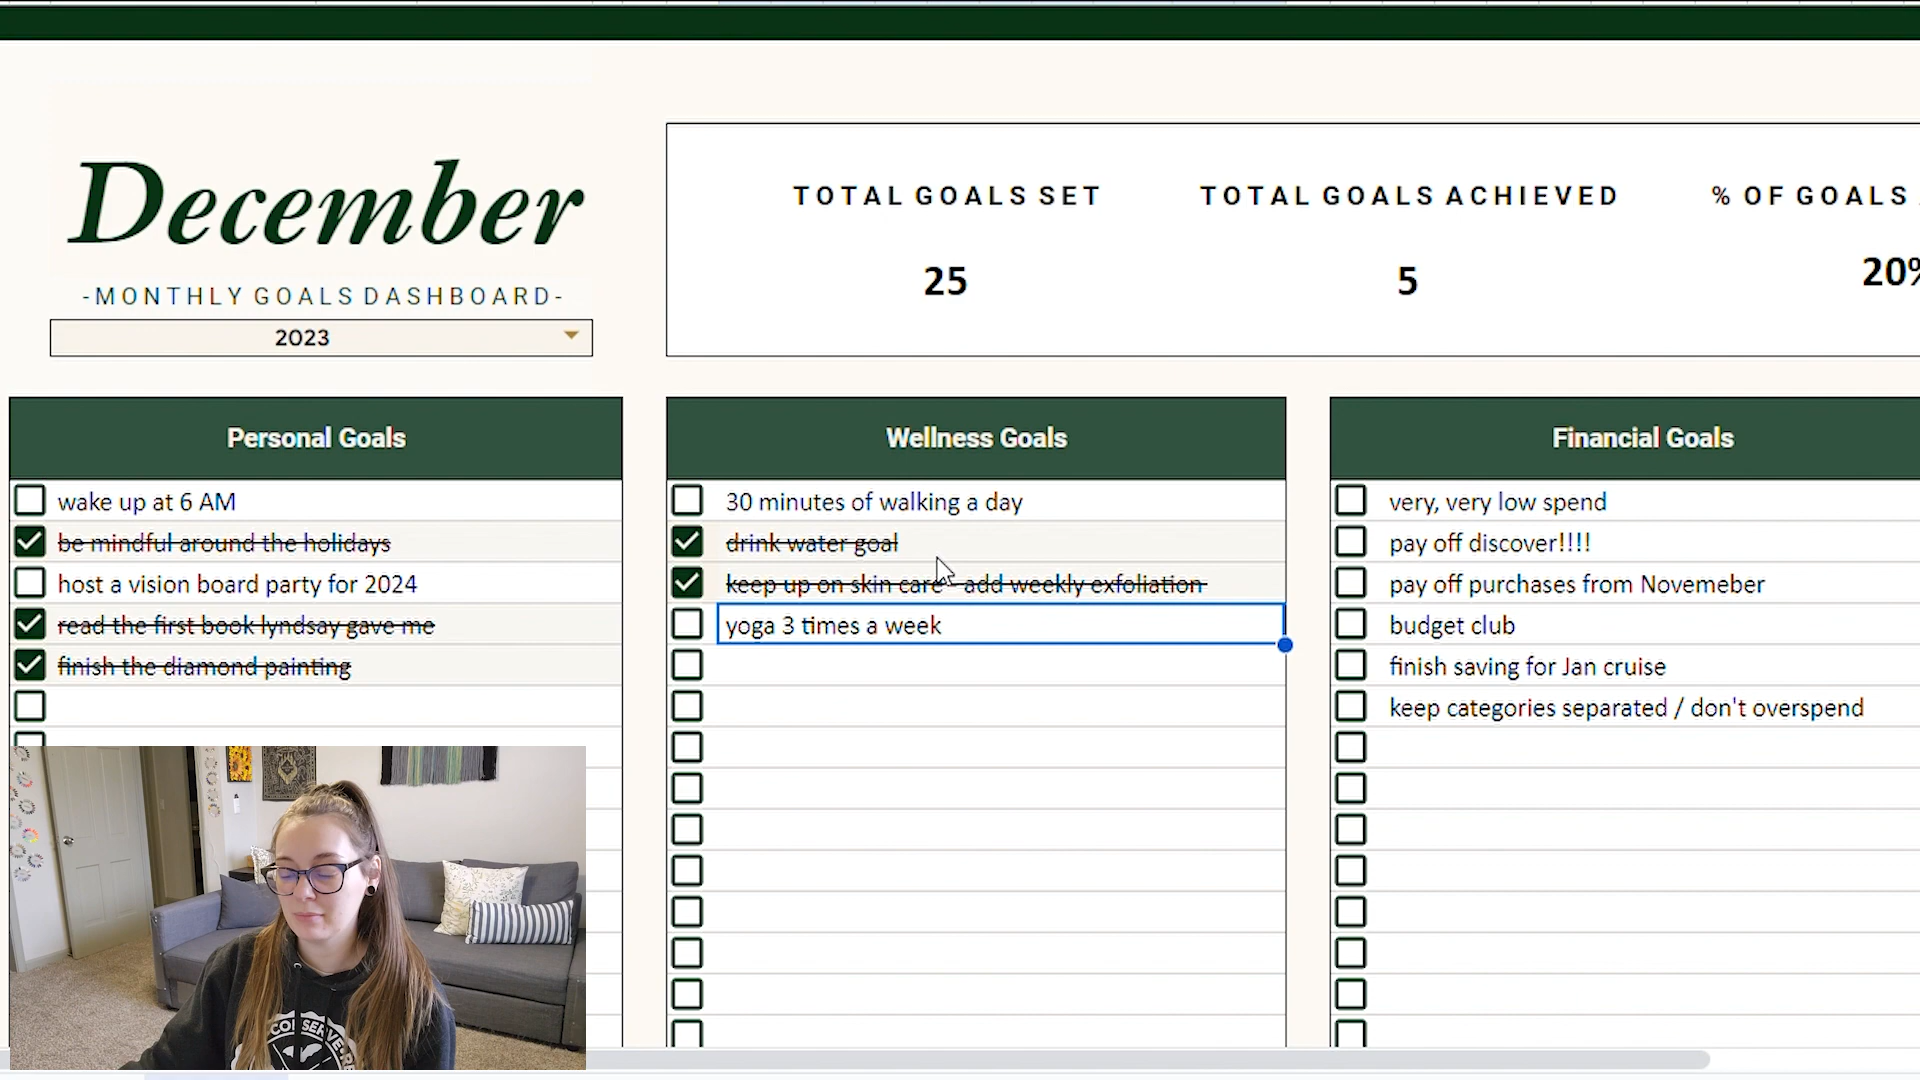 December
-MONTHLY GOALS DASHBOARD-
2023
TOTAL GOALS SET
25
TOTAL GOALS ACHIEVED
5
% OF GOALS
20%
Personal Goals
wake up at 6 AM
be mindful around the holidays
host a vision board party for 2024
read the first book lyndsay gave me
finish the diamond painting
Wellness Goals
30 minutes of walking a day
drink water goal
keep up on skin care - add weekly exfoliation
yoga 3 times a week
Financial Goals
very, very low spend
pay off discover!!!!
pay off purchases from Novemeber
budget club
finish saving for Jan cruise
keep categories separated / don't overspend